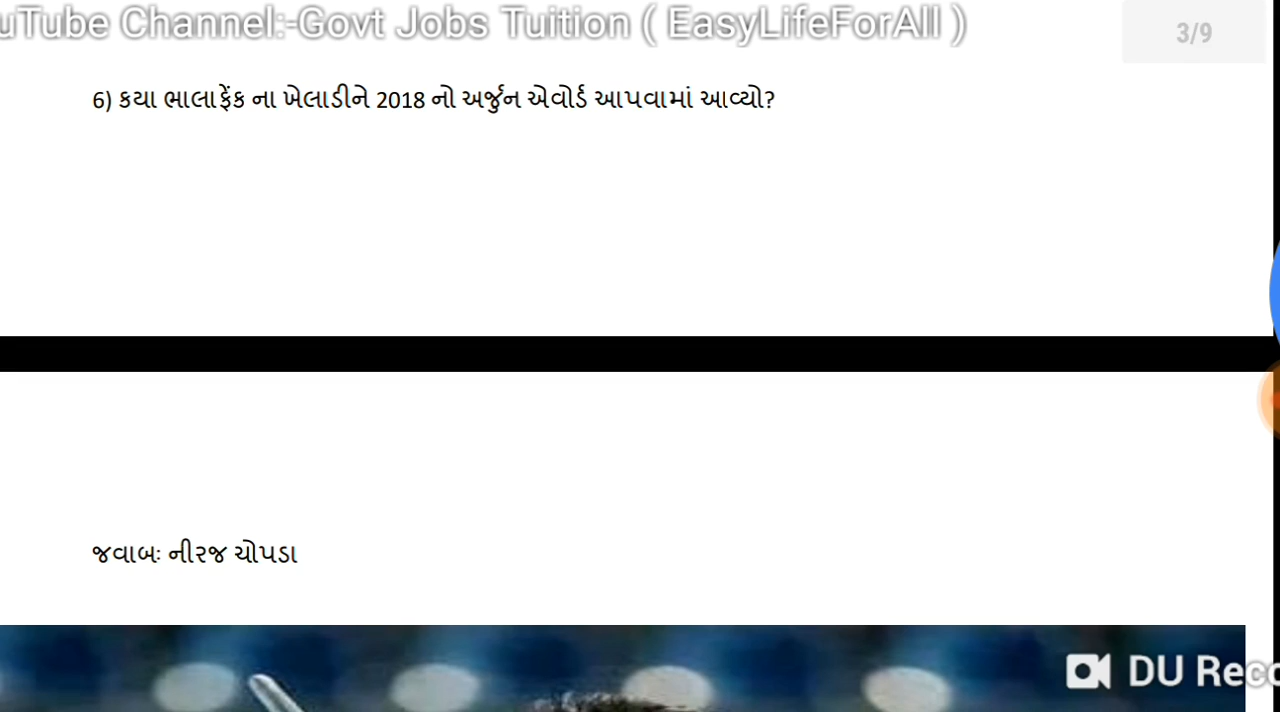 uTube Channel:-Govt Jobs Tuition ( EasyLifeForAll )
3/9
6) કયા ભાલાફેંક ના ખેલાડીને 2018 નો અર્જુન એવોર્ડ આપવામાં આવ્યો?
જવાબઃ નીરજ ચોપડા
DU Reco